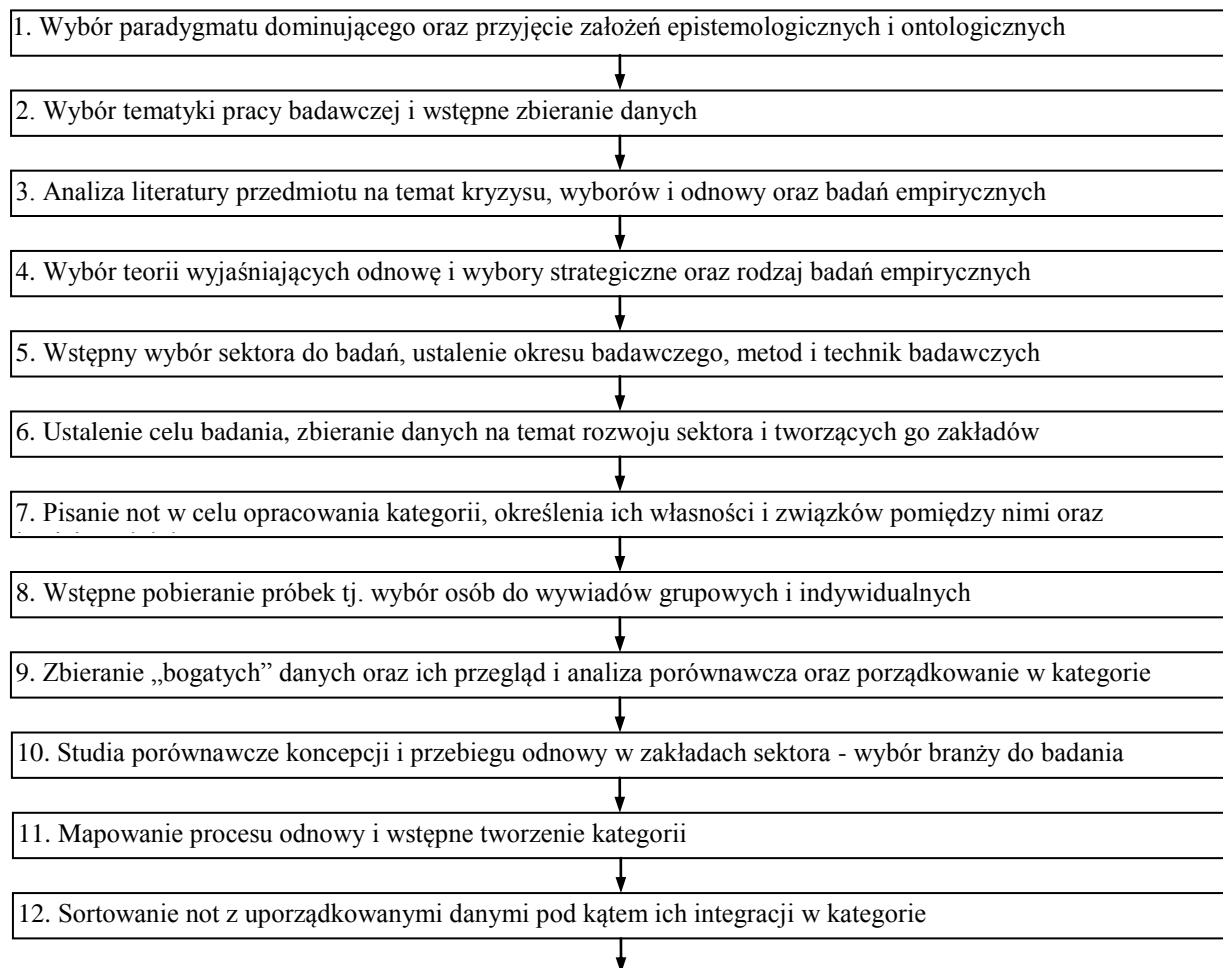 1. Wybór paradygmatu dominującego oraz przyjęcie założeń epistemologicznych i ontologicznych
2. Wybór tematyki pracy badawczej i wstępne zbieranie danych
3. Analiza literatury przedmiotu na temat kryzysu, wyborów i odnowy oraz badań empirycznych
4. Wybór teorii wyjaśniających odnowę i wybory strategiczne oraz rodzaj badań empirycznych
5. Wstępny wybór sektora do badań, ustalenie okresu badawczego, metod i technik badawczych
6. Ustalenie celu badania, zbieranie danych na temat rozwoju sektora i tworzących go zakładów
7. Pisanie not w celu opracowania kategorii, określenia ich własności i związków pomiędzy nimi oraz
8. Wstępne pobieranie próbek tj. wybór osób do wywiadów grupowych i indywidualnych
9. Zbieranie „bogatych” danych oraz ich przegląd i analiza porównawcza oraz porządkowanie w kategorie
10. Studia porównawcze koncepcji i przebiegu odnowy w zakładach sektora - wybór branży do badania
11. Mapowanie procesu odnowy i wstępne tworzenie kategorii
12. Sortowanie not z uporządkowanymi danymi pod kątem ich integracji w kategorie